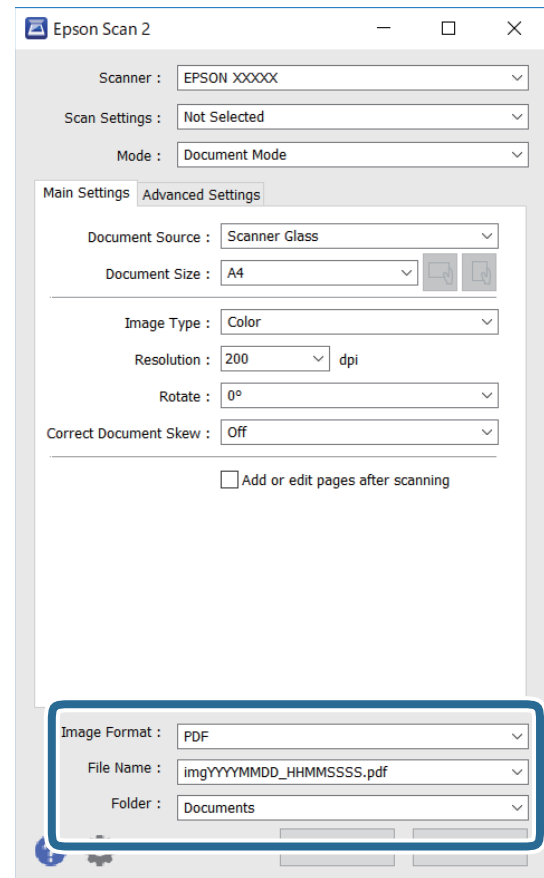 Epson Scan 2
Scanner : EPSON XXXXX
Scan Settings : Not Selected
Mode : Document Mode
Main Settings Advanced Settings
Document Source : Scanner Glass
Document Size : A4
Image Type : Color
Resolution : 200 dpi
Rotate : 0°
Correct Document Skew : Off
Add or edit pages after scanning
Image Format : PDF
File Name : imgYYYYMMDD_HHMMSSSS.pdf
Folder : Documents
?